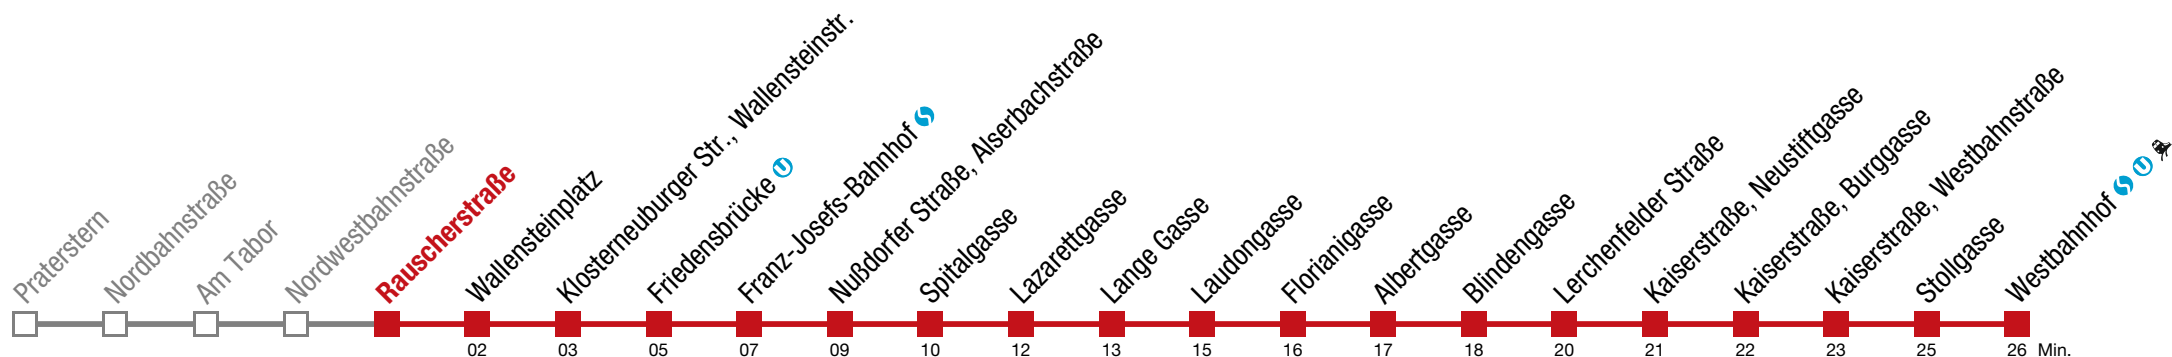 Praterstern
Nordbahnstraße
Am Tabor
Nordwestbahnstraße
Rauscherstraße
Wallensteinplatz
Klosterneuburger Str., Wallensteinstr.
Friedensbrücke U
Franz-Josefs-Bahnhof S
Nußdorfer Straße, Alserbachstraße
Spitalgasse
Lazarettgasse
Lange Gasse
Laudongasse
Florianigasse
Albertgasse
Blindengasse
Lerchenfelder Straße
Kaiserstraße, Neustiftgasse
Kaiserstraße, Burggasse
Kaiserstraße, Westbahnstraße
Stollgasse
Westbahnhof S U
02 03 05 07 09 10 12 13 15 16 17 18 20 21 22 23 25 26 Min.